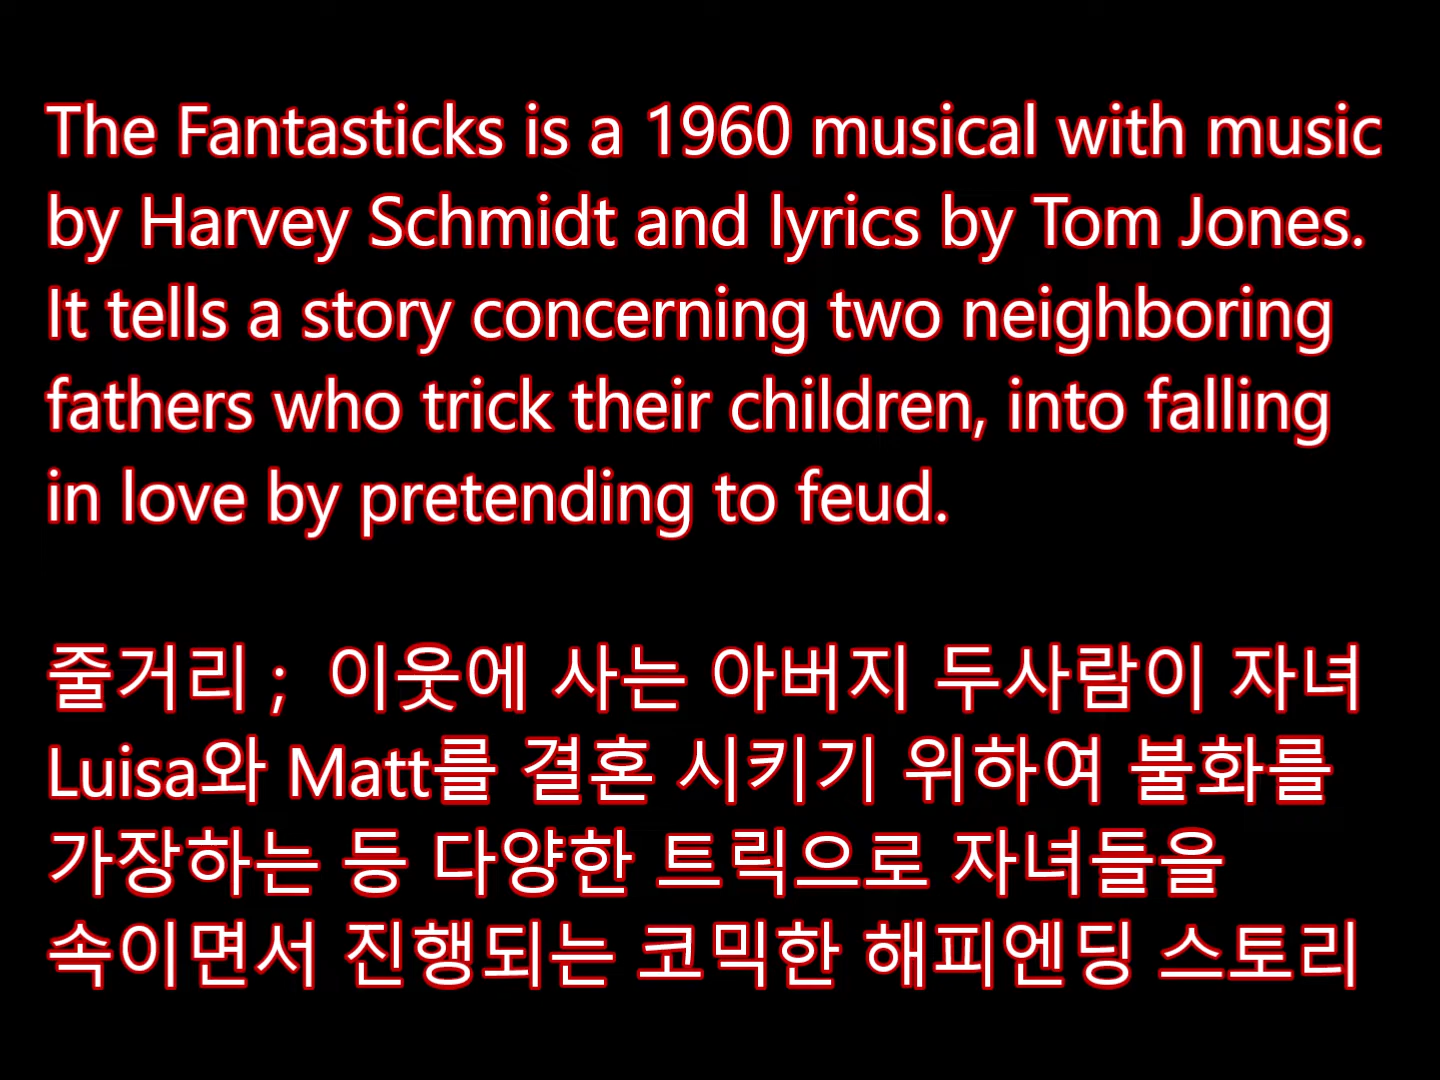 The Fantasticks is a 1960 musical with music
by Harvey Schmidt and lyrics by Tom Jones.
It tells a story concerning two neighboring
fathers who trick their children, into falling
in love by pretending to feud.
줄거리 ;  이웃에 사는 아버지 두사람이 자녀
Luisa와 Matt를 결혼 시키기 위하여 불화를
가장하는 등 다양한 트릭으로 자녀들을
속이면서 진행되는 코믹한 해피엔딩 스토리